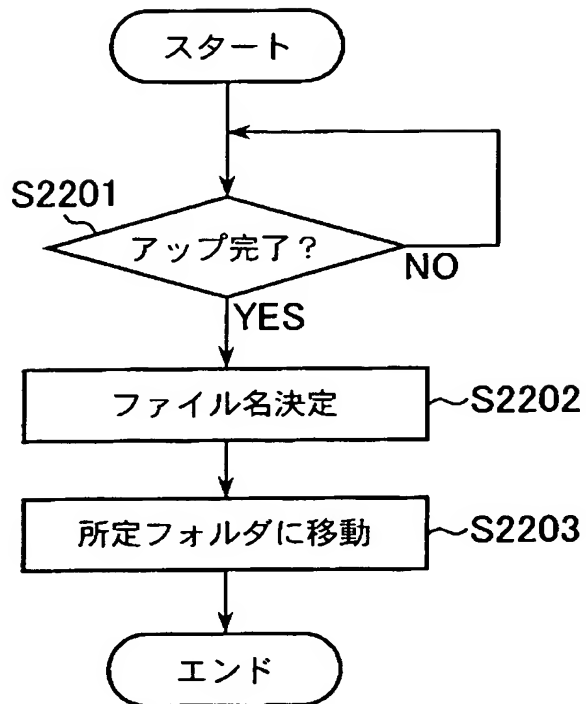 スタート
S2201
アップ完了?
NO
YES
ファイル名決定
S2202
所定フォルダに移動
S2203
エンド